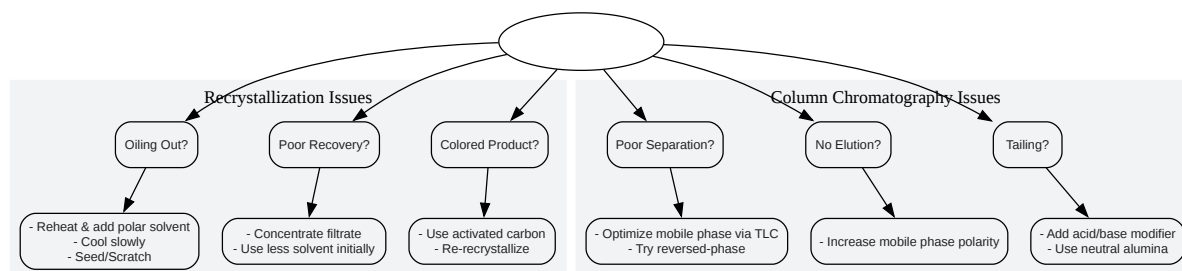 Recrystallization Issues
Column Chromatography Issues
Oiling Out?
Poor Recovery?
Colored Product?
Poor Separation?
No Elution?
Tailing?
- Reheat & add polar solvent
- Cool slowly
- Seed/Scratch
- Concentrate filtrate
- Use less solvent initially
- Use activated carbon
- Re-recrystallize
- Optimize mobile phase via TLC
- Try reversed-phase
- Increase mobile phase polarity
- Add acid/base modifier
- Use neutral alumina